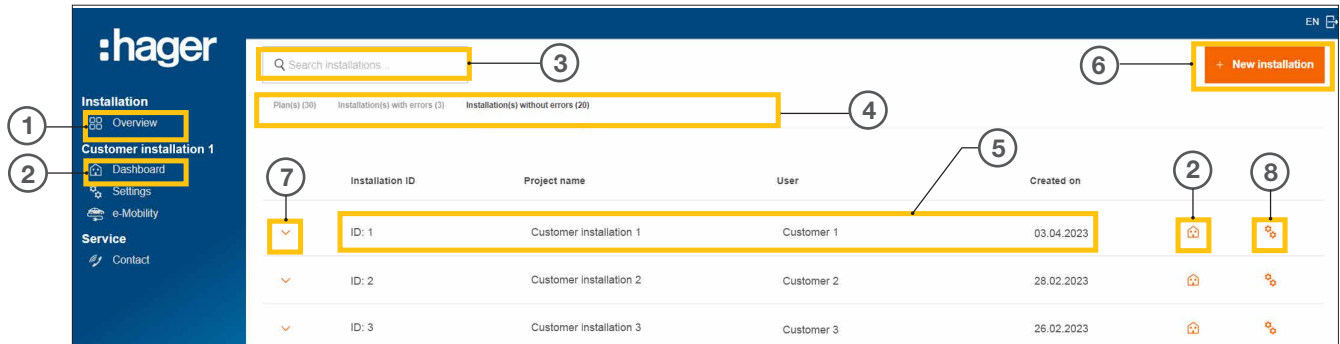 EN
:hager
Search installations...
3
6
+ New installation
Installation
Plan(s) (30) Installation(s) with errors (3) Installation(s) without errors (20)
4
1
Overview
Customer installation 1
2
Dashboard
Settings
e-Mobility
Service
Contact
7
5
2
8
Installation ID Project name User Created on
ID: 1 Customer installation 1 Customer 1 03.04.2023
ID: 2 Customer installation 2 Customer 2 28.02.2023
ID: 3 Customer installation 3 Customer 3 26.02.2023